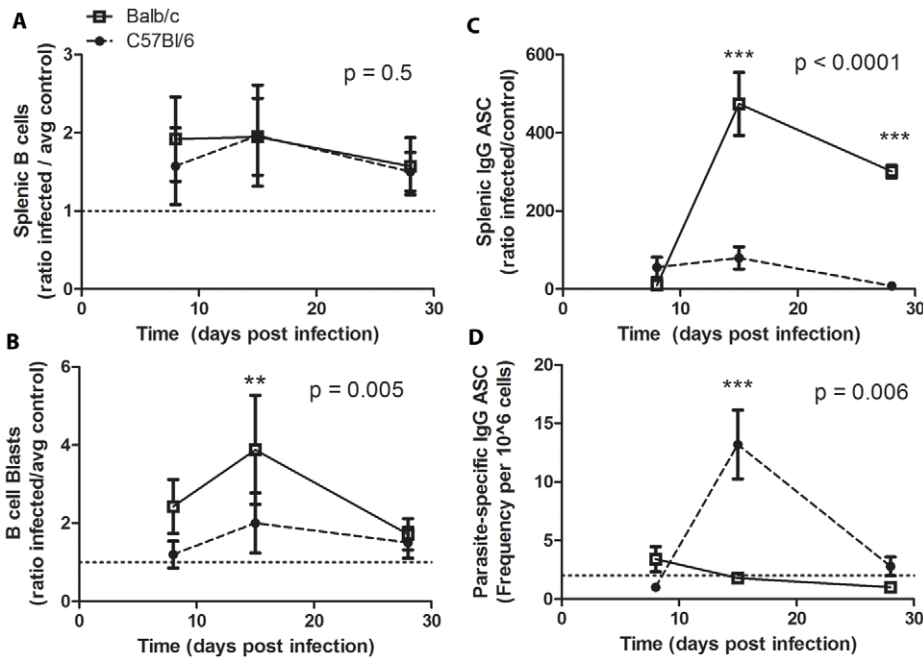 A
Balb/c
C57Bl/6
p = 0.5
Splenic B cells
(ratio infected / avg control)
3
2
1
0
0
10
20
30
Time (days post infection)
B
**
p = 0.005
B cell Blasts
(ratio infected/avg control)
6
4
2
0
0
10
20
30
Time (days post infection)
C
***
p < 0.0001
***
Splenic IgG ASC
(ratio infected/control)
600
400
200
0
0
10
20
30
Time (days post infection)
D
***
p = 0.006
Parasite-specific IgG ASC
(Frequency per 10^6 cells)
20
15
10
5
0
0
10
20
30
Time (days post infection)